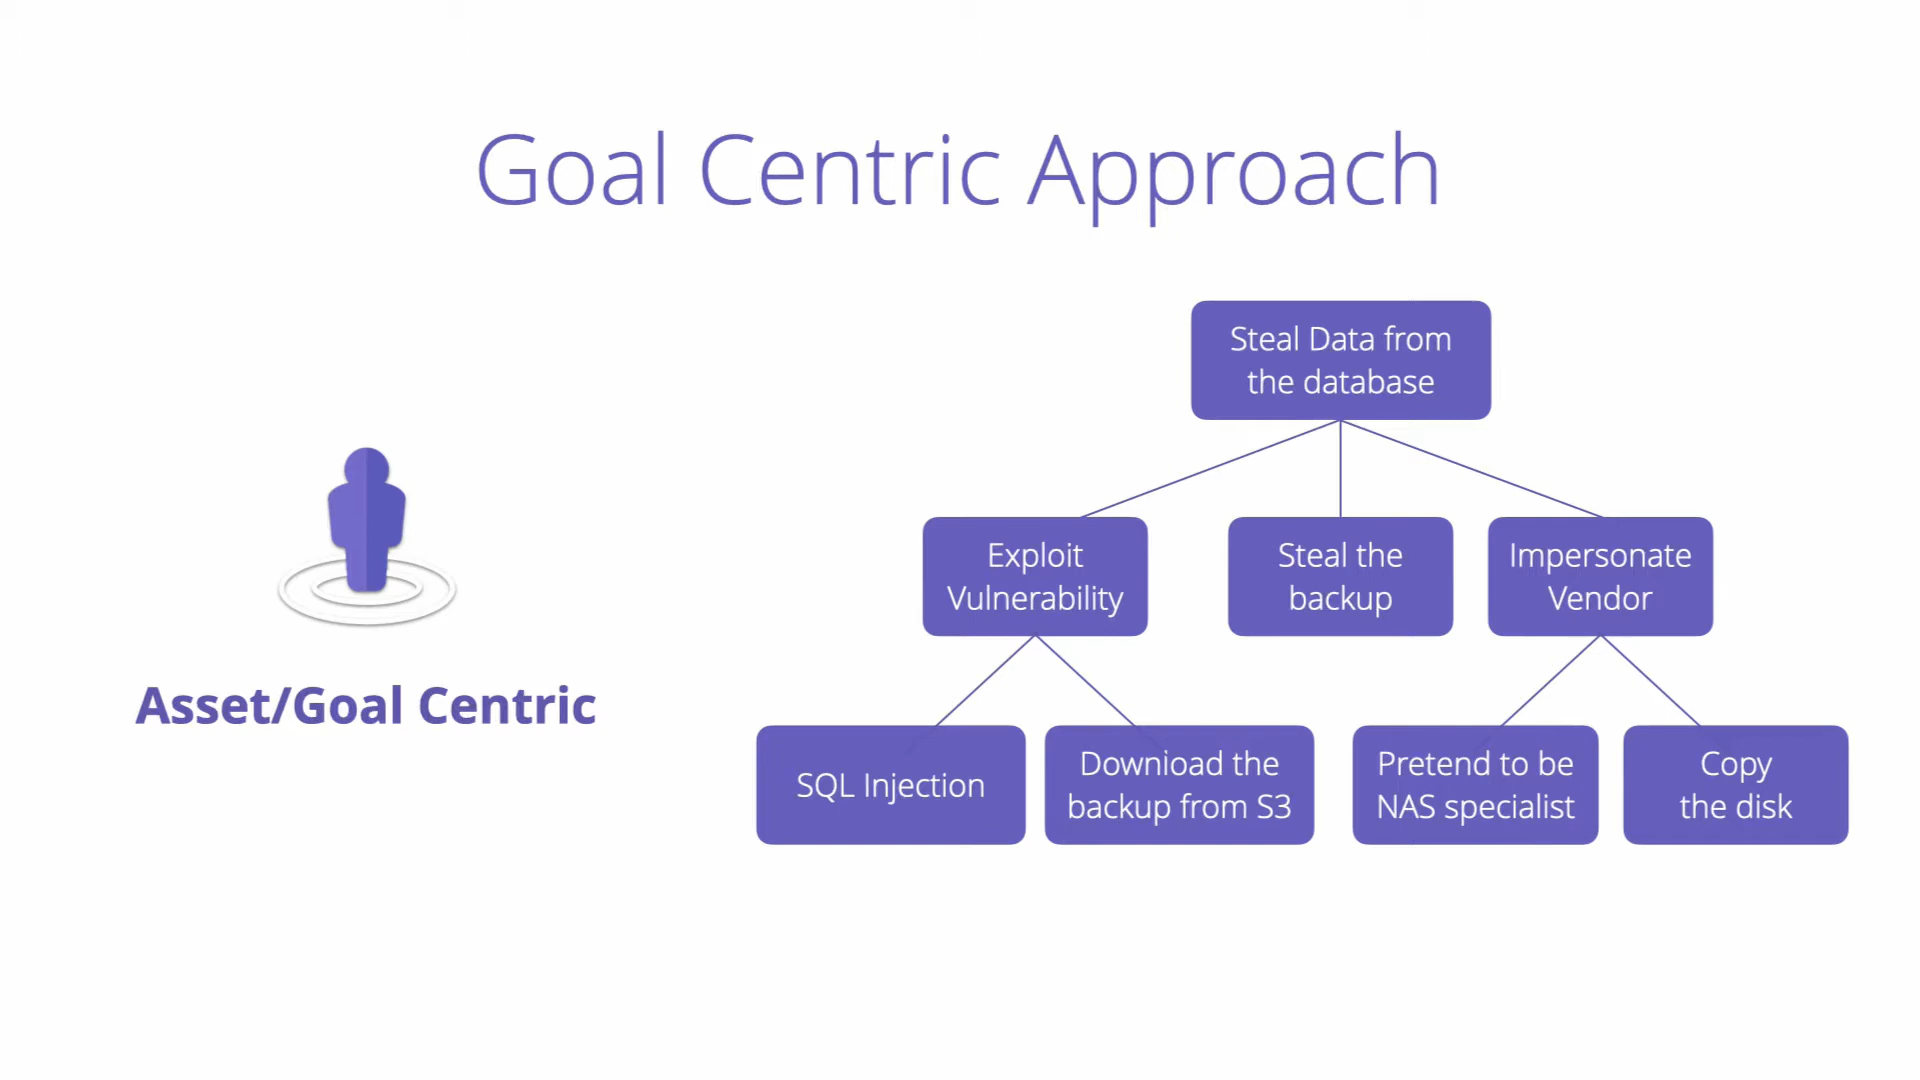 Goal Centric Approach
Steal Data from
the database
Exploit
Vulnerability
Steal the
backup
Impersonate
Vendor
Asset/Goal Centric
SQL Injection
Download the
backup from S3
Pretend to be
NAS specialist
Copy
the disk